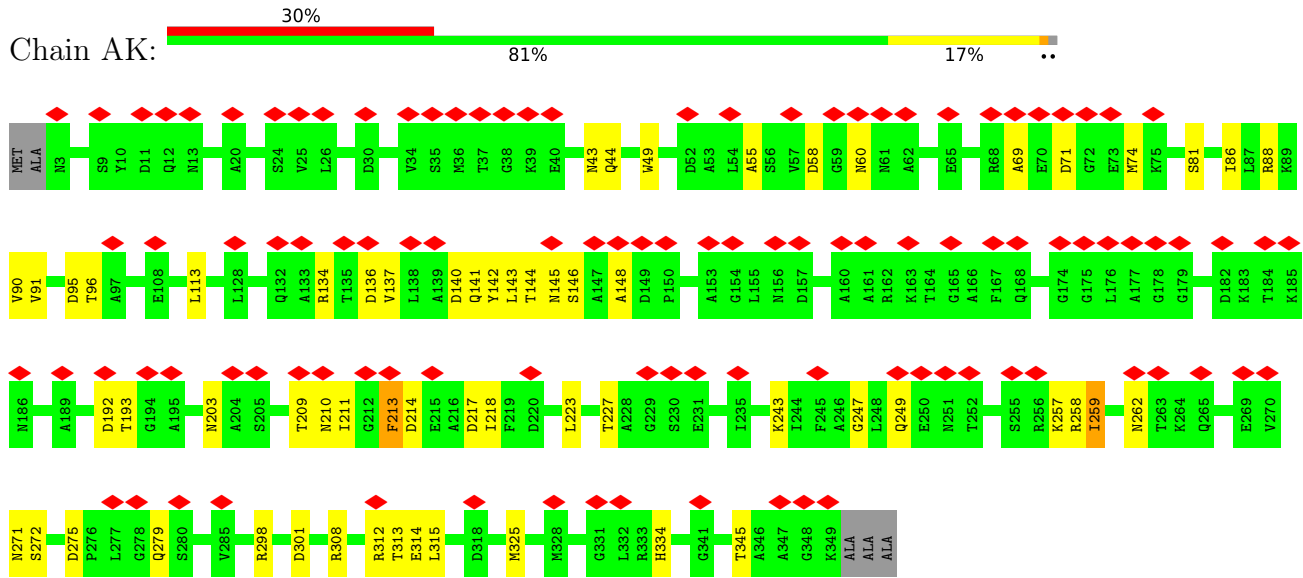 30%
Chain AK:
81% 17% ••
MET ALA N3 S9 Y10 D11 Q12 N13 A20 S24 V25 L26 D30 V34 S35 M36 T37 G38 K39 E40 N43 Q44 W49 D52 A53 L54 A55 S56 V57 D58 G59 N60 N61 A62 E65 R68 A69 E70 D71 G72 E73 M74 K75 S81 I86 L87 R88 K89
V90 V91 D95 T96 A97 E108 L113 L128 Q132 A133 R134 T135 D136 V137 L138 A139 D140 Q141 Y142 L143 T144 N145 S146 A147 A148 D149 P150 A153 G154 L155 N156 D157 A160 A161 R162 K163 T164 G165 A166 F167 Q168 G174 G175 L176 A177 G178 G179 D182 K183 T184 K185
N186 A189 D192 T193 G194 A195 N203 A204 S205 T209 N210 I211 G212 F213 D214 E215 A216 D217 I218 F219 D220 L223 T227 A228 G229 S230 E231 I235 K243 I244 F245 A246 G247 L248 Q249 E250 N251 T252 S255 R256 K257 R258 I259 N262 T263 K264 Q265 E269 V270
N271 S272 D275 P276 L277 G278 Q279 S280 V285 R298 D301 R308 R312 T313 E314 L315 D318 M325 M328 G331 L332 R333 H334 G341 T345 A346 A347 G348 K349 ALA ALA ALA